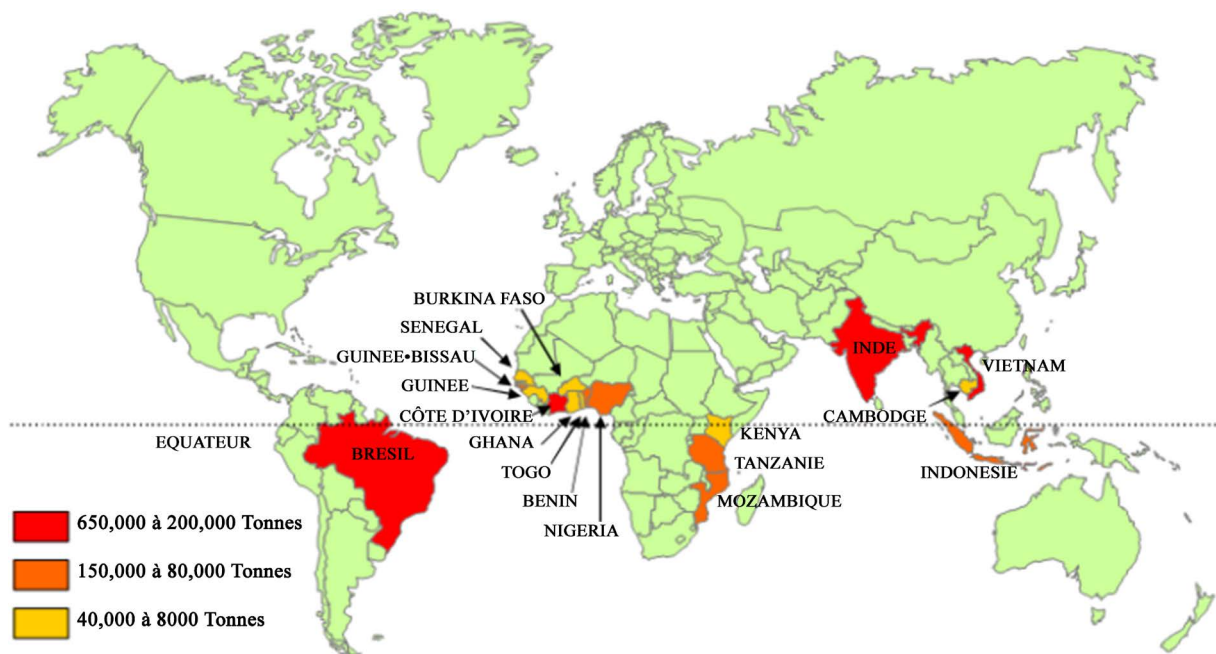 BURKINA FASO
SENEGAL
GUINEE•BISSAU
GUINEE
CÔTE D'IVOIRE
GHANA
TOGO
BENIN
NIGERIA
EQUATEUR
BRESIL
INDE
VIETNAM
CAMBODGE
KENYA
TANZANIE
MOZAMBIQUE
INDONESIE
650,000 à 200,000 Tonnes
150,000 à 80,000 Tonnes
40,000 à 8000 Tonnes